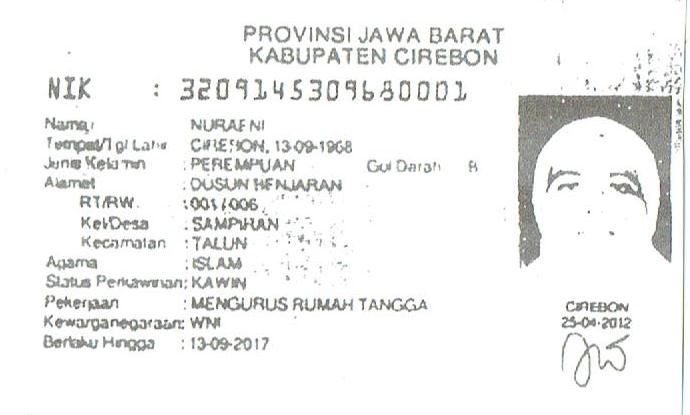 PROVINSI JAWA BARAT
KABUPATEN CIREBON
NIK : 3209145309680001
Nama NURAENI
Tempat/Tgl Lahir CIREBON, 13-09-1968
Jenis Kelamin : PEREMPUAN Gol Darah B
Alamat : DUSUN BENJARAN
RT/RW : 001/006
Kel/Desa : SAMPIRAN
Kecamatan : TALUN
Agama : ISLAM
Status Perkawinan: KAWIN
Pekerjaan : MENGURUS RUMAH TANGGA
Kewarganegaraan: WNI
Berlaku Hingga : 13-09-2017
CIREBON
25-04-2012